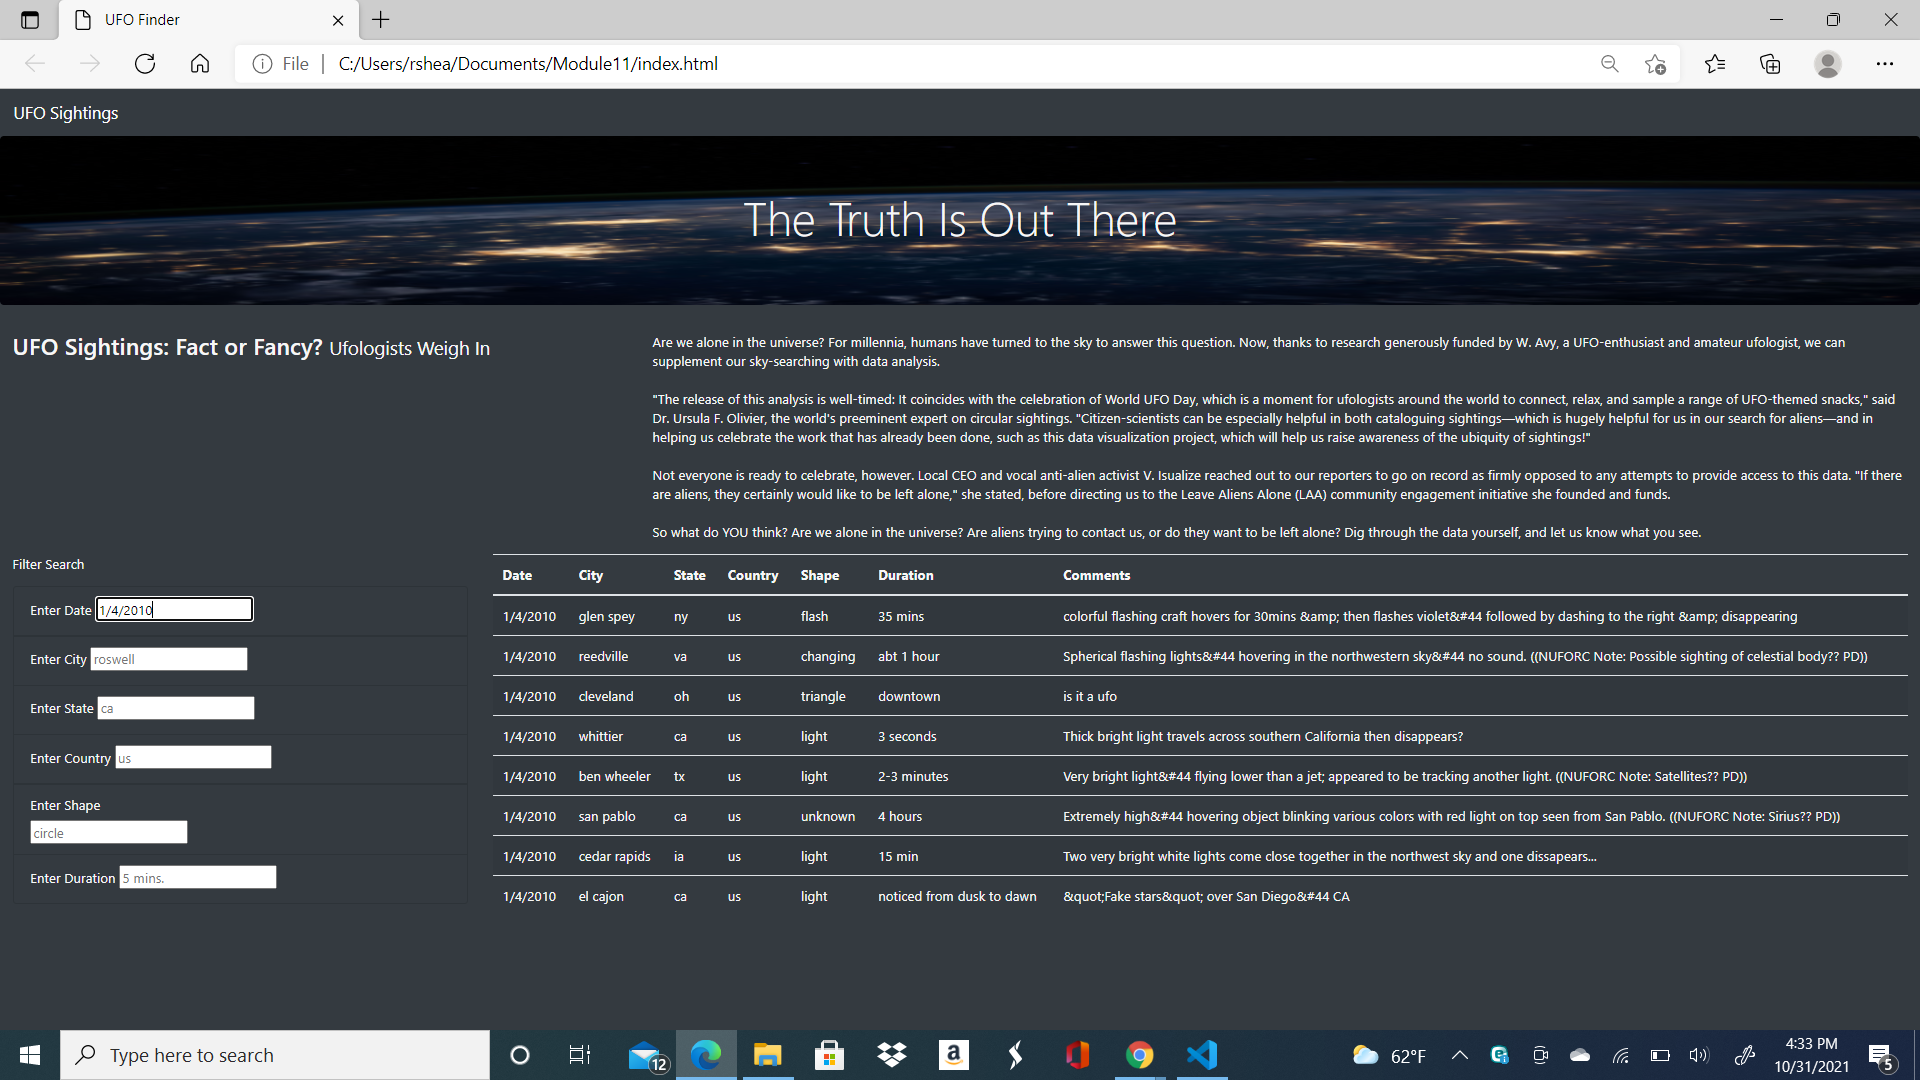 UFO Finder
File
C:/Users/rshea/Documents/Module11/index.html
UFO Sightings
The Truth Is Out There
UFO Sightings: Fact or Fancy? Ufologists Weigh In
Are we alone in the universe? For millennia, humans have turned to the sky to answer this question. Now, thanks to research generously funded by W. Avy, a UFO-enthusiast and amateur ufologist, we can
supplement our sky-searching with data analysis.
"The release of this analysis is well-timed: It coincides with the celebration of World UFO Day, which is a moment for ufologists around the world to connect, relax, and sample a range of UFO-themed snacks," said
Dr. Ursula F. Olivier, the world's preeminent expert on circular sightings. "Citizen-scientists can be especially helpful in both cataloguing sightings—which is hugely helpful for us in our search for aliens—and in
helping us celebrate the work that has already been done, such as this data visualization project, which will help us raise awareness of the ubiquity of sightings!"
Not everyone is ready to celebrate, however. Local CEO and vocal anti-alien activist V. Isualize reached out to our reporters to go on record as firmly opposed to any attempts to provide access to this data. "If there
are aliens, they certainly would like to be left alone," she stated, before directing us to the Leave Aliens Alone (LAA) community engagement initiative she founded and funds.
So what do YOU think? Are we alone in the universe? Are aliens trying to contact us, or do they want to be left alone? Dig through the data yourself, and let us know what you see.
Filter Search
Enter Date 1/4/2010
Enter City roswell
Enter State ca
Enter Country us
Enter Shape
circle
Enter Duration 5 mins.
Date City State Country Shape Duration Comments
1/4/2010 glen spey ny us flash 35 mins colorful flashing craft hovers for 30mins &amp;amp; then flashes violet&amp;#44 followed by dashing to the right &amp;amp; disappearing
1/4/2010 reedville va us changing abt 1 hour Spherical flashing lights&amp;#44 hovering in the northwestern sky&amp;#44 no sound. ((NUFORC Note: Possible sighting of celestial body?? PD))
1/4/2010 cleveland oh us triangle downtown is it a ufo
1/4/2010 whittier ca us light 3 seconds Thick bright light travels across southern California then disappears?
1/4/2010 ben wheeler tx us light 2-3 minutes Very bright light&amp;#44 flying lower than a jet; appeared to be tracking another light. ((NUFORC Note: Satellites?? PD))
1/4/2010 san pablo ca us unknown 4 hours Extremely high&amp;#44 hovering object blinking various colors with red light on top seen from San Pablo. ((NUFORC Note: Sirius?? PD))
1/4/2010 cedar rapids ia us light 15 min Two very bright white lights come close together in the northwest sky and one dissapears...
1/4/2010 el cajon ca us light noticed from dusk to dawn &amp;quot;Fake stars&amp;quot; over San Diego&amp;#44 CA
Type here to search
12
62°F
4:33 PM
10/31/2021
5